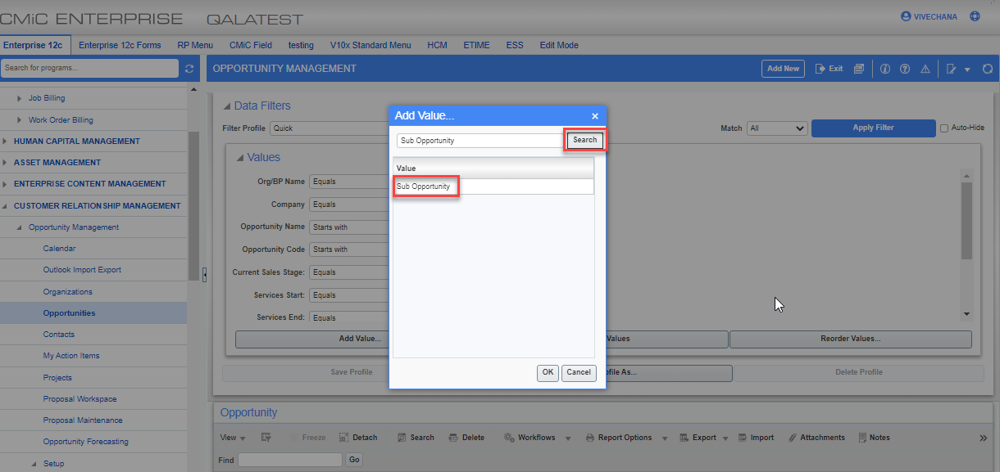 CMiC ENTERPRISE QALATEST
VIVECHANA
Enterprise 12c Enterprise 12c Forms RP Menu CMiC Field testing V10x Standard Menu HCM ETIME ESS Edit Mode
Search for programs...
OPPORTUNITY MANAGEMENT
Add New Exit
Job Billing
Work Order Billing
HUMAN CAPITAL MANAGEMENT
ASSET MANAGEMENT
ENTERPRISE CONTENT MANAGEMENT
CUSTOMER RELATIONSHIP MANAGEMENT
Opportunity Management
Calendar
Outlook Import Export
Organizations
Opportunities
Contacts
My Action Items
Projects
Proposal Workspace
Proposal Maintenance
Opportunity Forecasting
Setup
Data Filters
Filter Profile Quick
Match All Apply Filter Auto-Hide
Values
Org/BP Name Equals
Company Equals
Opportunity Name Starts with
Opportunity Code Starts with
Current Sales Stage: Equals
Services Start: Equals
Services End: Equals
Add Value... Values Reorder Values...
Save Profile ofile As... Delete Profile
Add Value...
Sub Opportunity Search
Value
Sub Opportunity
OK Cancel
Opportunity
View Freeze Detach Search Delete Workflows Report Options Export Import Attachments Notes
Find Go